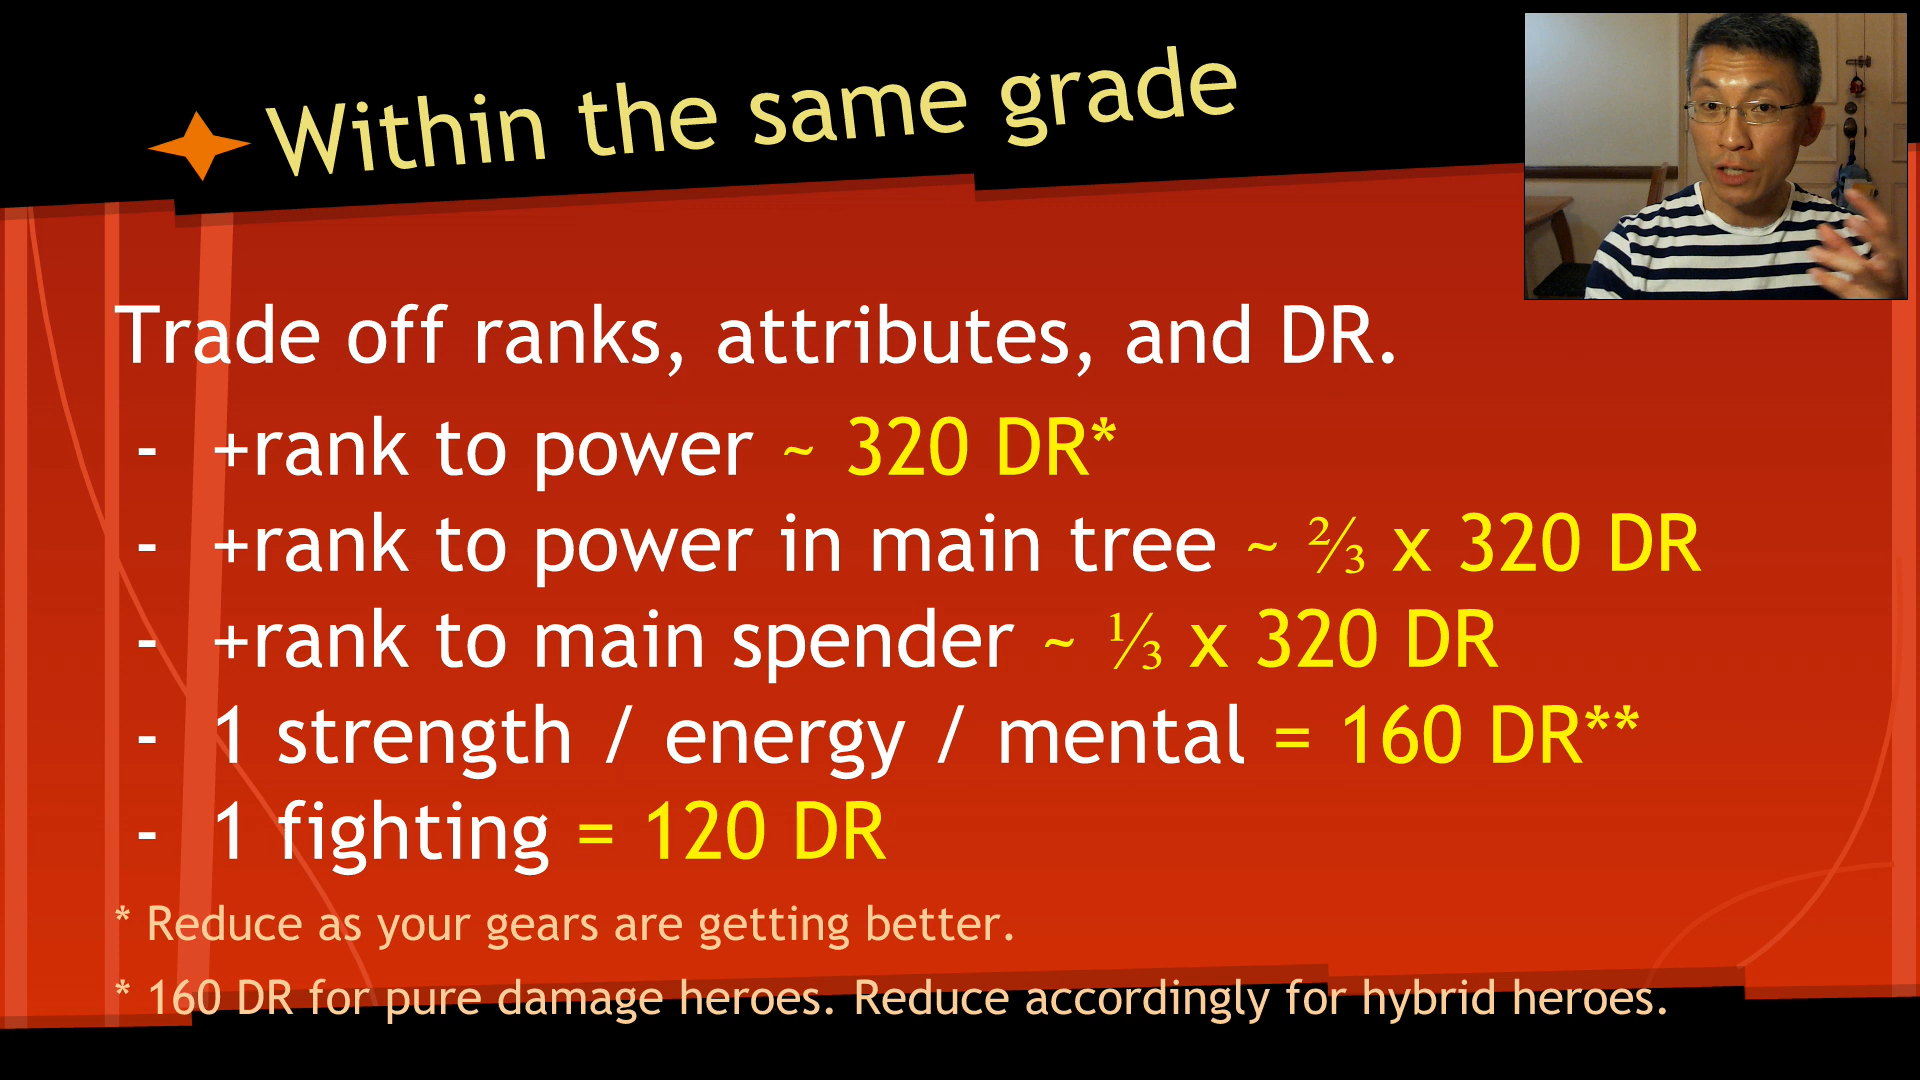 Within the same grade
Trade off ranks, attributes, and DR.
- +rank to power ~ 320 DR*
- +rank to power in main tree ~ ⅔ x 320 DR
- +rank to main spender ~ ⅓ x 320 DR
- 1 strength / energy / mental = 160 DR**
- 1 fighting = 120 DR
* Reduce as your gears are getting better.
* 160 DR for pure damage heroes. Reduce accordingly for hybrid heroes.